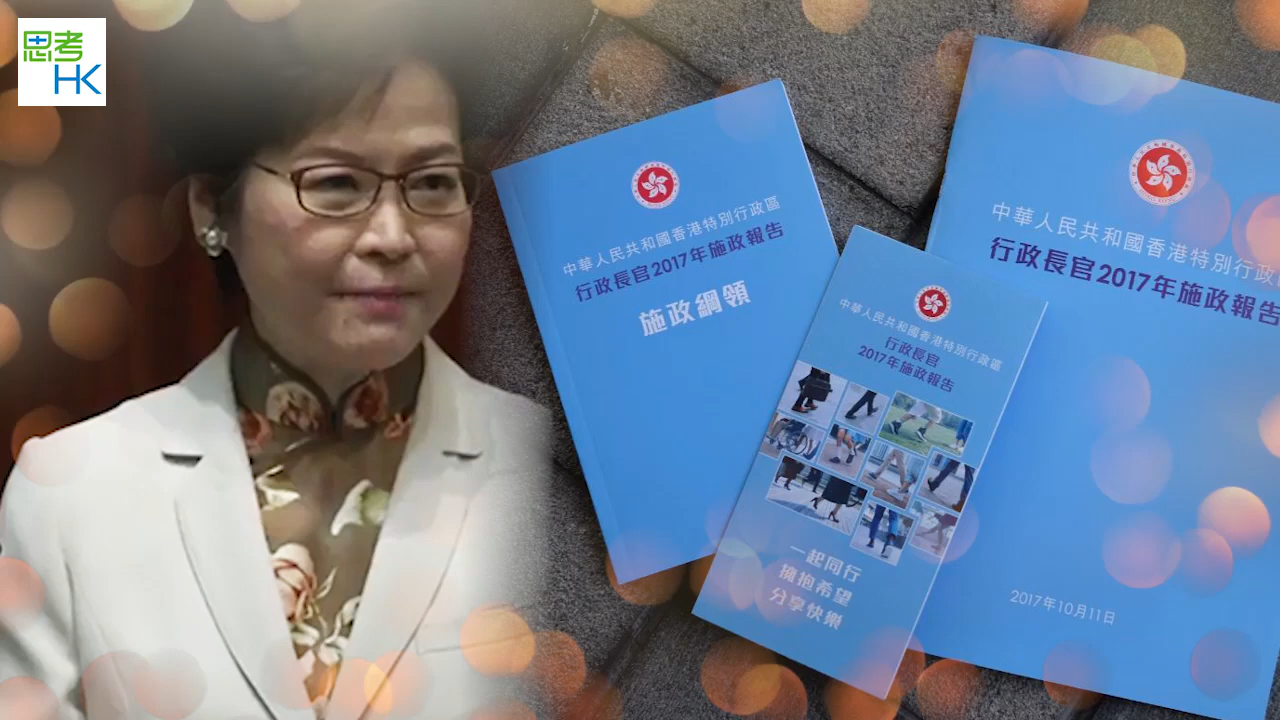 思考
HK
中華人民共和國香港特別行政區
行政長官2017年施政報告
施政綱領
中華人民共和國香港特別行政區
行政長官
2017年施政報告
一起同行
擁抱希望
分享快樂
中華人民共和國香港特別行政
行政長官2017年施政報告
2017年10月11日